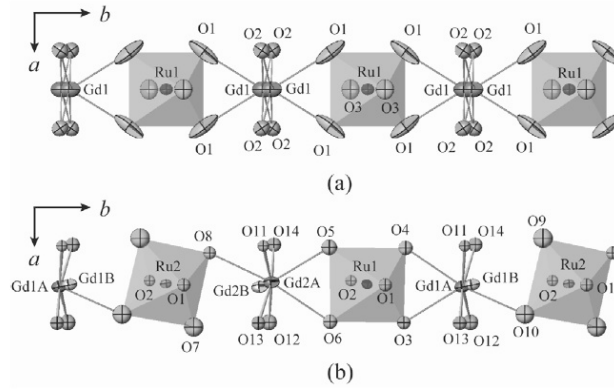 b
a
O1 O1 O2 O2 O1 O1 O2 O2 O1
Ru1 Ru1 Ru1
Gd1 Gd1 Gd1 Gd1 Gd1
O3 O3
O1 O1 O2 O2 O1 O1 O2 O2 O1
(a)
b
a
O8 O11 O14 O5 O4 O11 O14 O9
Gd1A Gd1B Ru2 Gd2B Gd2A Ru1 Gd1A Gd1B Ru2
O2 O1 O2 O1 O2 O1
O7 O13 O12 O6 O3 O13 O12 O10
(b)